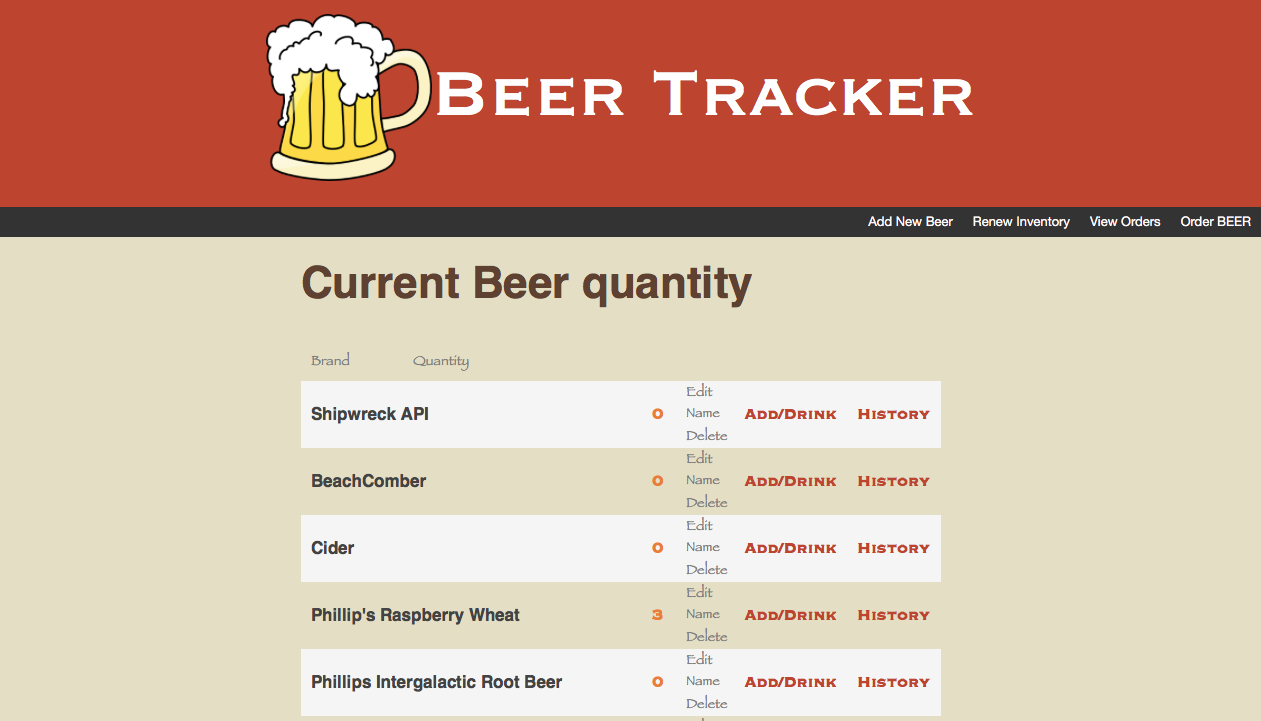 Beer Tracker
Add New Beer Renew Inventory View Orders Order BEER
Current Beer quantity
Brand Quantity
Shipwreck API 0 Edit Name Delete Add/Drink History
BeachComber 0 Edit Name Delete Add/Drink History
Cider 0 Edit Name Delete Add/Drink History
Phillip's Raspberry Wheat 3 Edit Name Delete Add/Drink History
Phillips Intergalactic Root Beer 0 Edit Name Delete Add/Drink History